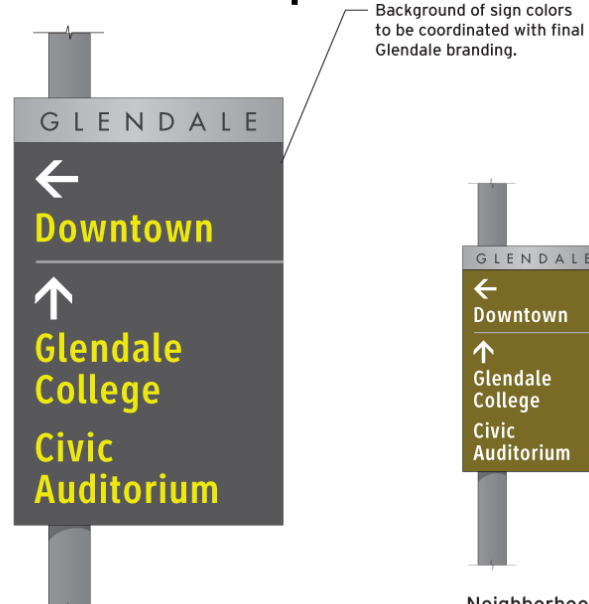 Background of sign colors
to be coordinated with final
Glendale branding.
GLENDALE
Downtown
Glendale
College
Civic
Auditorium
GLENDALE
Downtown
Glendale
College
Civic
Auditorium